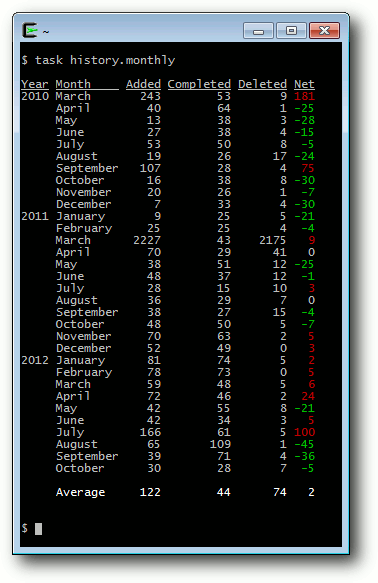 ~
$ task history.monthly
Year Month Added Completed Deleted Net
2010 March 243 53 9 181
April 40 64 1 -25
May 13 38 3 -28
June 27 38 4 -15
July 53 50 8 -5
August 19 26 17 -24
September 107 28 4 75
October 16 38 8 -30
November 20 26 1 -7
December 7 33 4 -30
2011 January 9 25 5 -21
February 25 25 4 -4
March 2227 43 2175 9
April 70 29 41 0
May 38 51 12 -25
June 48 37 12 -1
July 28 15 10 3
August 36 29 7 0
September 38 27 15 -4
October 48 50 5 -7
November 70 63 2 5
December 52 49 0 3
2012 January 81 74 5 2
February 78 73 0 5
March 59 48 5 6
April 72 46 2 24
May 42 55 8 -21
June 42 34 3 5
July 166 61 5 100
August 65 109 1 -45
September 39 71 4 -36
October 30 28 7 -5
Average 122 44 74 2
$